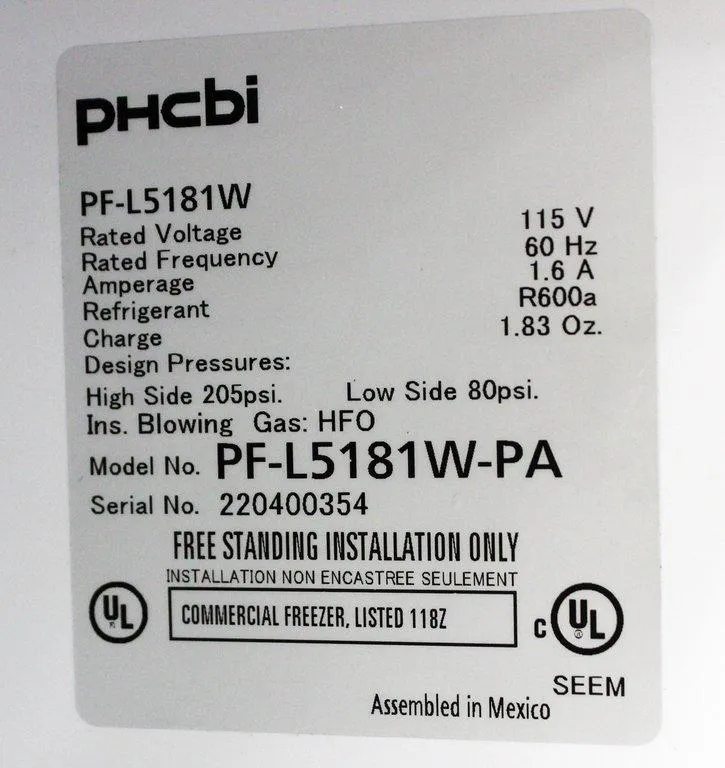 PHCbi
PF-L5181W
Rated Voltage 115 V
Rated Frequency 60 Hz
Amperage 1.6 A
Refrigerant R600a
Charge 1.83 Oz.
Design Pressures:
High Side 205psi. Low Side 80psi.
Ins. Blowing Gas: HFO
Model No. PF-L5181W-PA
Serial No. 220400354
FREE STANDING INSTALLATION ONLY
INSTALLATION NON ENCASTREE SEULEMENT
UL COMMERCIAL FREEZER, LISTED 118Z C UL
SEEM
Assembled in Mexico